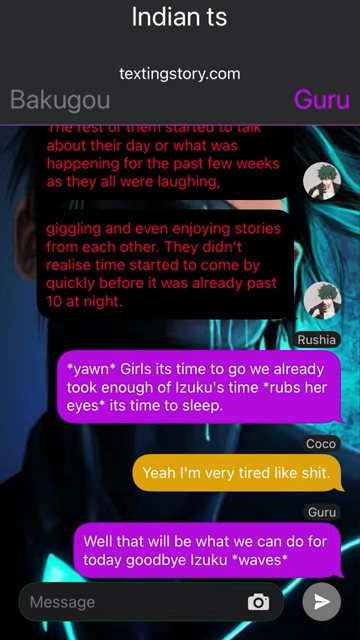 Indian ts
textingstory.com
Bakugou
Guru
The rest of them started to talk
about their day or what was
happening for the past few weeks
as they all were laughing,
giggling and even enjoying stories
from each other. They didn't
realise time started to come by
quickly before it was already past
10 at night.
Rushia
*yawn* Girls its time to go we already
took enough of Izuku's time *rubs her
eyes* its time to sleep.
Coco
Yeah I'm very tired like shit.
Guru
Well that will be what we can do for
today goodbye Izuku *waves*
Message